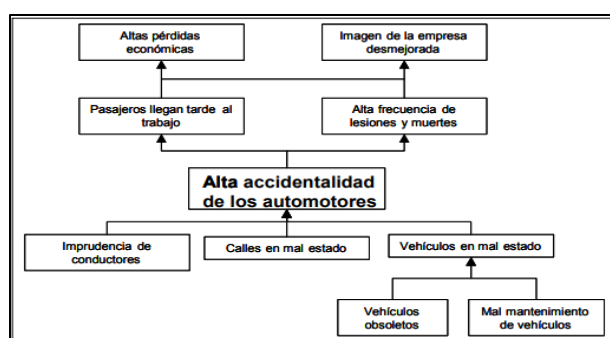 Altas pérdidas
económicas
Imagen de la empresa
desmejorada
Pasajeros llegan tarde al
trabajo
Alta frecuencia de
lesiones y muertes
Alta accidentalidad
de los automotores
Imprudencia de
conductores
Calles en mal estado
Vehículos en mal estado
Vehículos
obsoletos
Mal mantenimiento
de vehículos